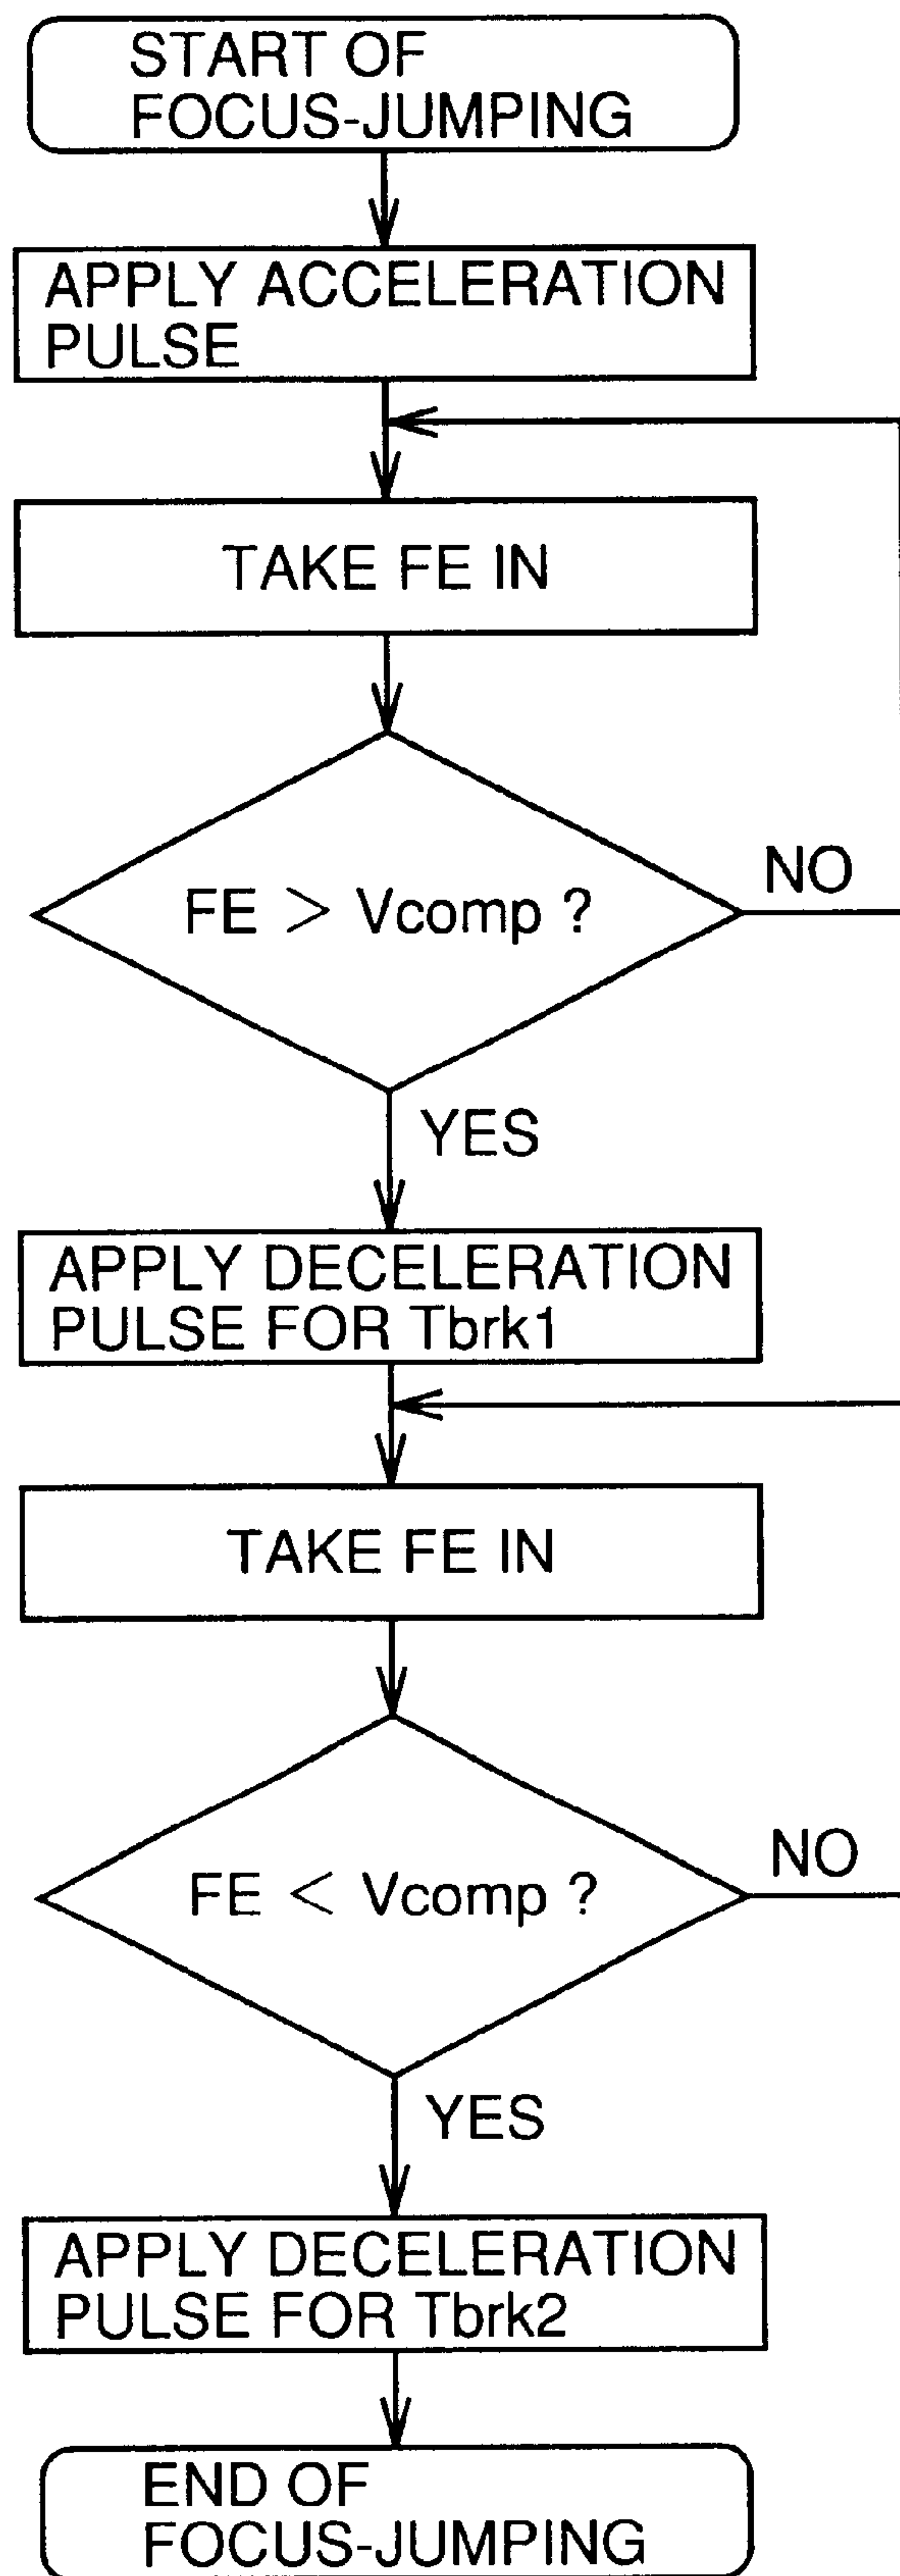 START OF
FOCUS-JUMPING
APPLY ACCELERATION
PULSE
TAKE FE IN
FE > Vcomp ?
NO
YES
APPLY DECELERATION
PULSE FOR Tbrk1
TAKE FE IN
FE < Vcomp ?
NO
YES
APPLY DECELERATION
PULSE FOR Tbrk2
END OF
FOCUS-JUMPING